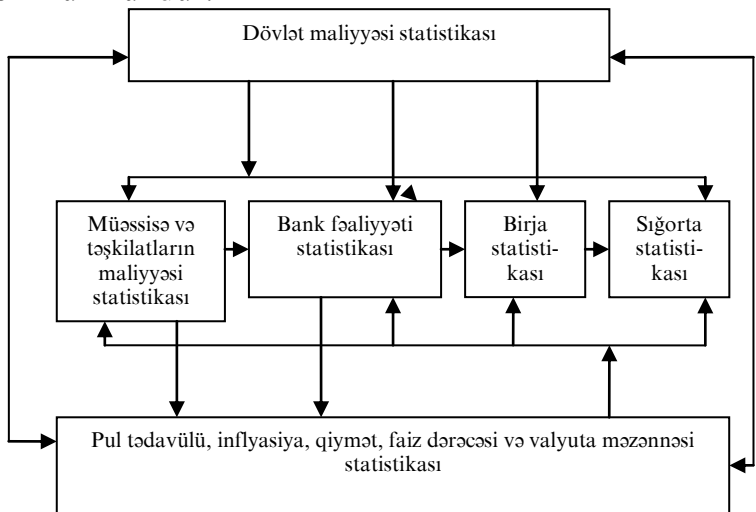 Dövlət maliyyəsi statistikası
Müəssisə və
təşkilatların
maliyyəsi
statistikası
Bank fəaliyyəti
statistikası
Birja
statisti-
kası
Sığorta
statisti-
kası
Pul tədavülü, inflyasiya, qiymət, faiz dərəcəsi və valyuta məzənnəsi
statistikası